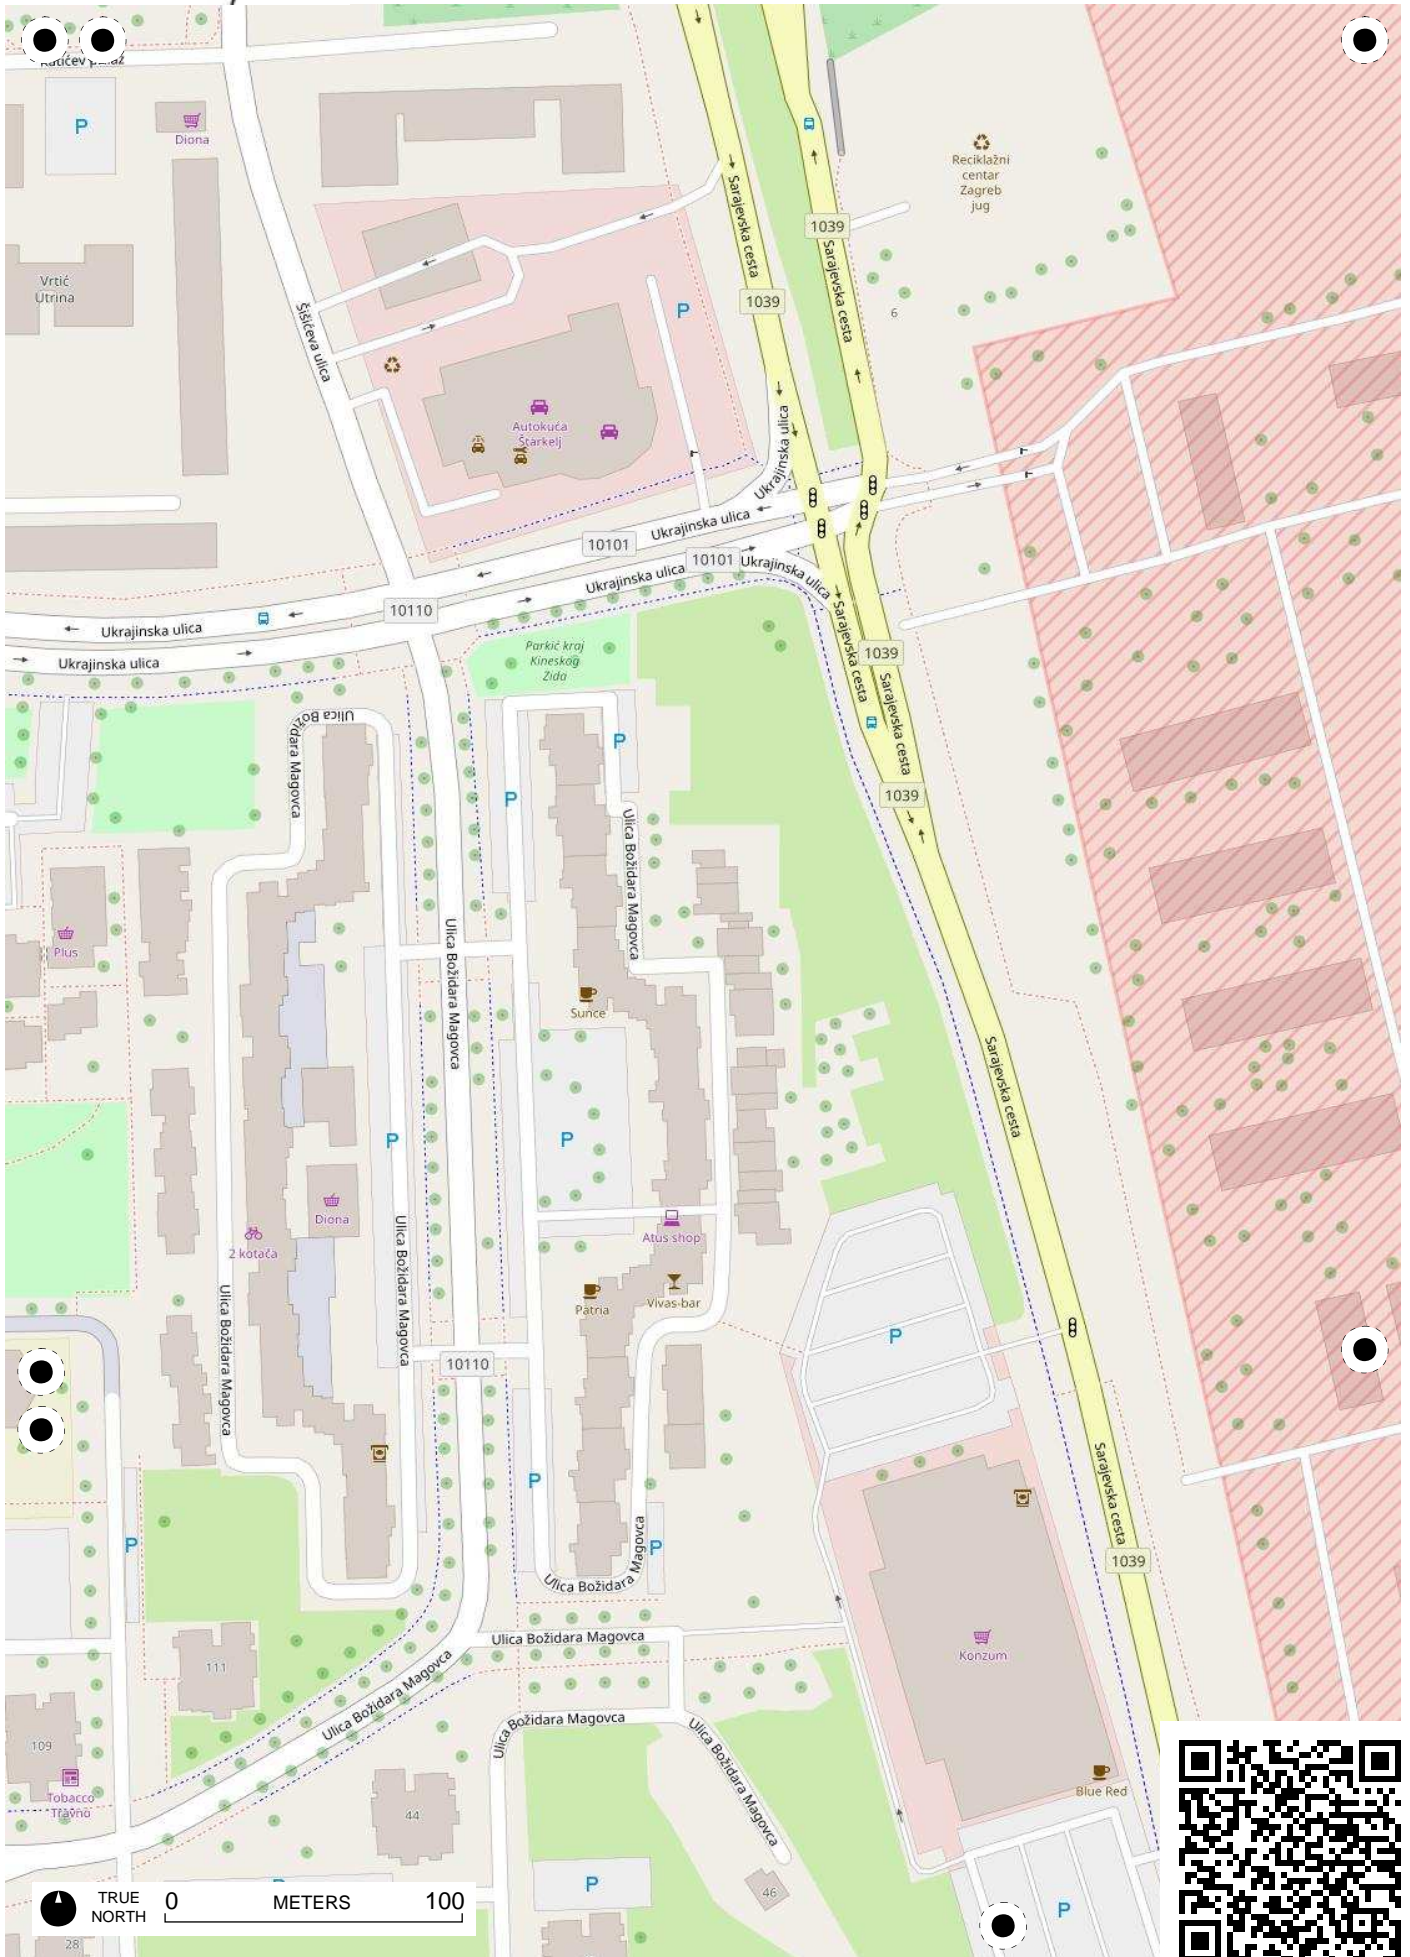 Diona
Reciklažni
centar
Zagreb
jug
Sarajevska cesta
1039
Sarajevska cesta
Vrtić
Utrina
1039
6
Šišićeva ulica
Autokuća
Štarkelj
Ukrajinska ulica
Ukrajinska ulica
Ukrajinska ulica
10101
10101
Ukrajinska ulica
Ukrajinska ulica
10110
Ukrajinska ulica
Ukrajinska ulica
Parkić kraj
Kineskog
Zida
Sarajevska cesta
1039
Sarajevska cesta
1039
P
P
P
P
Ulica Božidara Magovca
Ulica Božidara Magovca
Ulica Božidara Magovca
Plus
Sunce
Sarajevska cesta
P
P
Diona
2 kotača
Atus shop
Ulica Božidara Magovca
Ulica Božidara Magovca
Patria
Vivas-bar
P
10110
Sarajevska cesta
P
P
P
1039
Ulica Božidara Magovca
Ulica Božidara Magovca
Konzum
111
Ulica Božidara Magovca
Ulica Božidara Magovca
Ulica Božidara Magovca
109
Tobacco
Travno
44
Blue Red
46
P
P
TRUE
NORTH
0 METERS 100
28